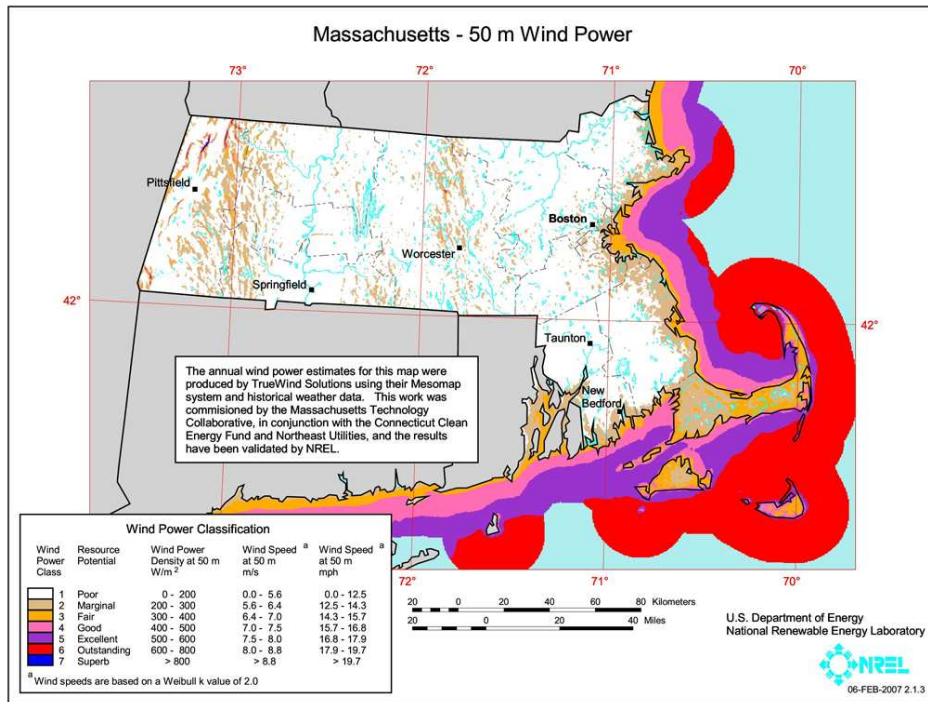 Massachusetts - 50 m Wind Power
73° 72° 71° 70°
Pittsfield
Boston
Worcester
Springfield
42° 42°
Taunton
New
Bedford
The annual wind power estimates for this map were
produced by TrueWind Solutions using their Mesomap
system and historical weather data. This work was
commisioned by the Massachusetts Technology
Collaborative, in conjunction with the Connecticut Clean
Energy Fund and Northeast Utilities, and the results
have been validated by NREL.
Wind Power Classification
Wind Resource Wind Power Wind Speed a Wind Speed a
Power Potential Density at 50 m at 50 m at 50 m
Class W/m 2 m/s mph
1 Poor 0 - 200 0.0 - 5.6 0.0 - 12.5
2 Marginal 200 - 300 5.6 - 6.4 12.5 - 14.3
3 Fair 300 - 400 6.4 - 7.0 14.3 - 15.7
4 Good 400 - 500 7.0 - 7.5 15.7 - 16.8
5 Excellent 500 - 600 7.5 - 8.0 16.8 - 17.9
6 Outstanding 600 - 800 8.0 - 8.8 17.9 - 19.7
7 Superb > 800 > 8.8 > 19.7
a Wind speeds are based on a Weibull k value of 2.0
72° 71° 70°
20 0 20 40 60 80 Kilometers
20 0 20 40 Miles
U.S. Department of Energy
National Renewable Energy Laboratory
NREL
06-FEB-2007 2.1.3